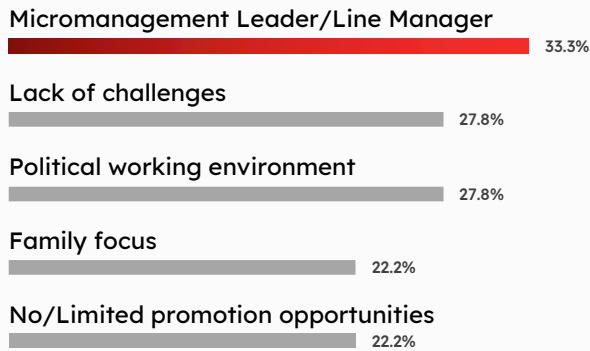 Micromanagement Leader/Line Manager
33.3%
Lack of challenges
27.8%
Political working environment
27.8%
Family focus
22.2%
No/Limited promotion opportunities
22.2%